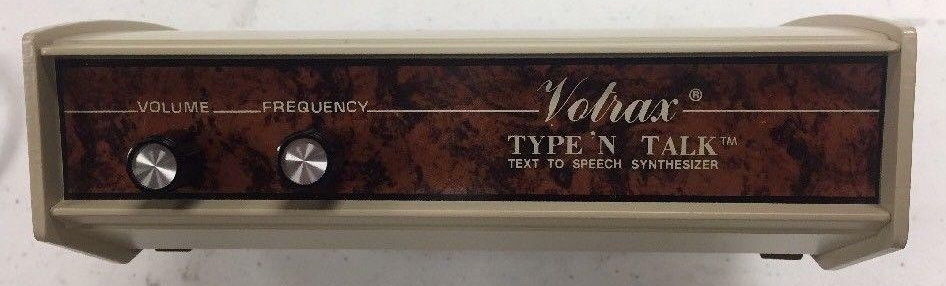 VOLUME FREQUENCY Votrax®
TYPE 'N TALK™
TEXT TO SPEECH SYNTHESIZER